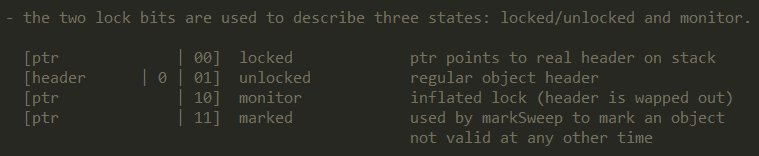 - the two lock bits are used to describe three states: locked/unlocked and monitor.
[ptr | 00] locked ptr points to real header on stack
[header | 0 | 01] unlocked regular object header
[ptr | 10] monitor inflated lock (header is wapped out)
[ptr | 11] marked used by markSweep to mark an object
not valid at any other time